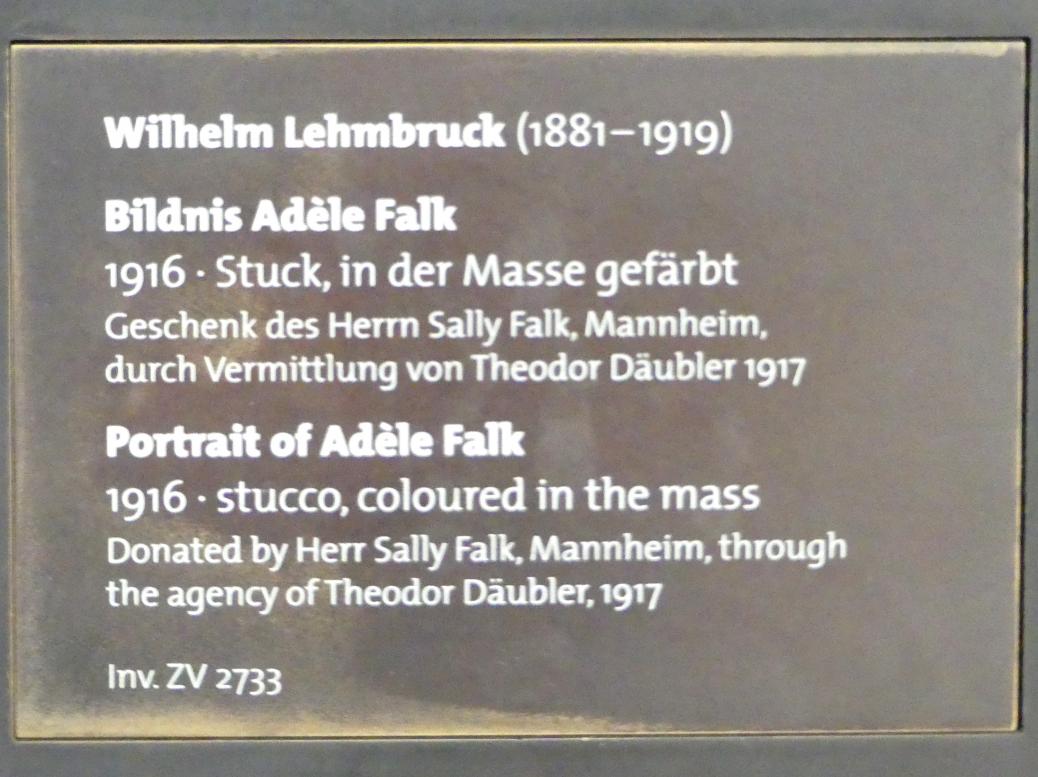 Wilhelm Lehmbruck (1881–1919)
Bildnis Adèle Falk
1916 · Stuck, in der Masse gefärbt
Geschenk des Herrn Sally Falk, Mannheim,
durch Vermittlung von Theodor Däubler 1917
Portrait of Adèle Falk
1916 · stucco, coloured in the mass
Donated by Herr Sally Falk, Mannheim, through
the agency of Theodor Däubler, 1917
Inv. ZV 2733